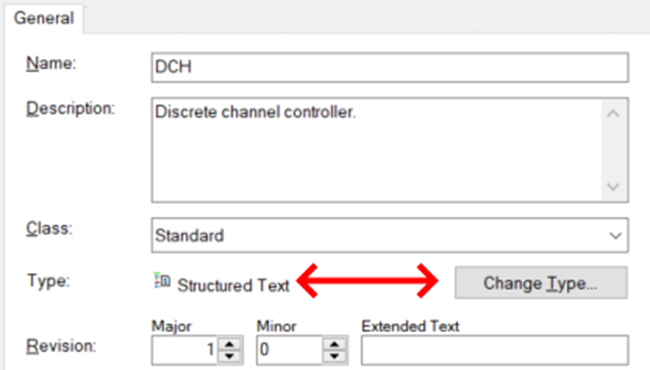 General
Name: DCH
Description: Discrete channel controller.
Class: Standard
Type: Structured Text Change Type...
Major Minor Extended Text
Revision: 1 0